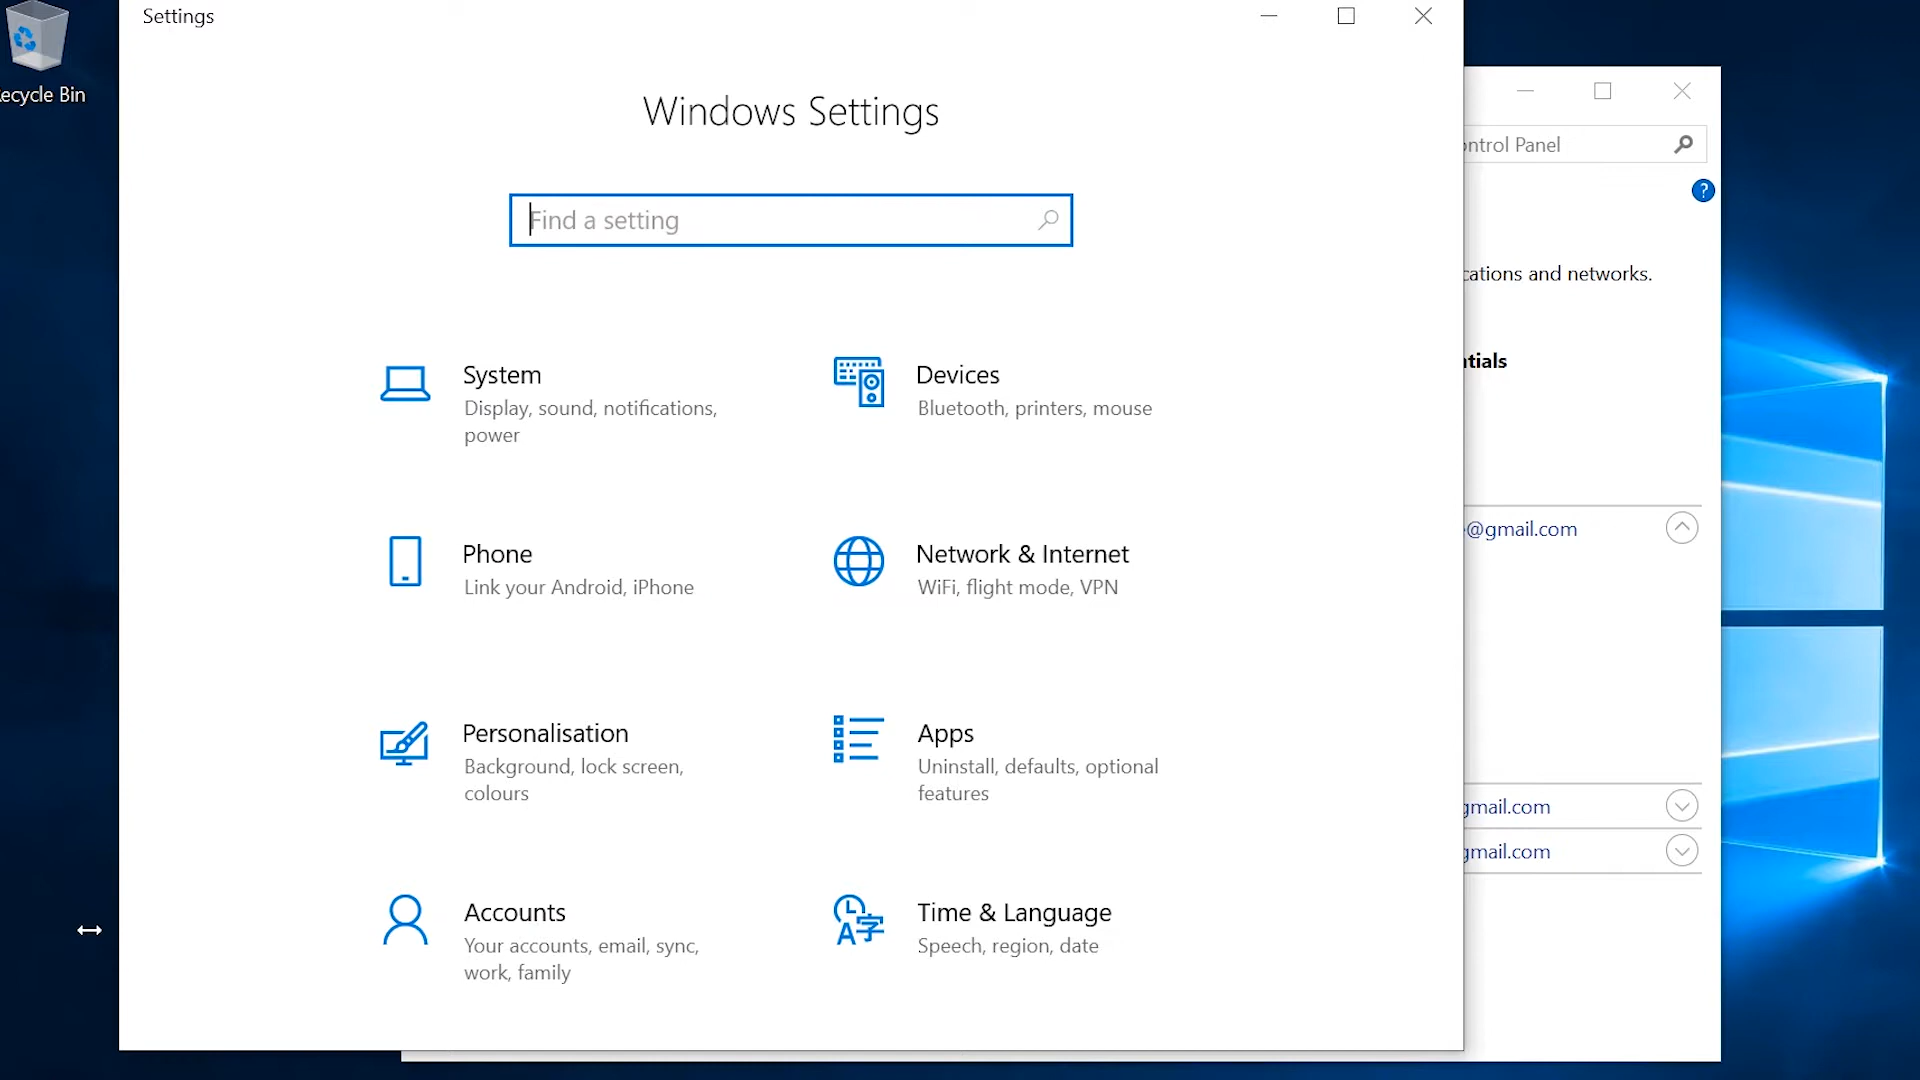 Settings
Recycle Bin
Windows Settings
Find a setting
System
Display, sound, notifications,
power
Devices
Bluetooth, printers, mouse
Phone
Link your Android, iPhone
Network & Internet
WiFi, flight mode, VPN
Personalisation
Background, lock screen,
colours
Apps
Uninstall, defaults, optional
features
Accounts
Your accounts, email, sync,
work, family
Time & Language
Speech, region, date
ontrol Panel
?
cations and networks.
ntials
@gmail.com
gmail.com
gmail.com